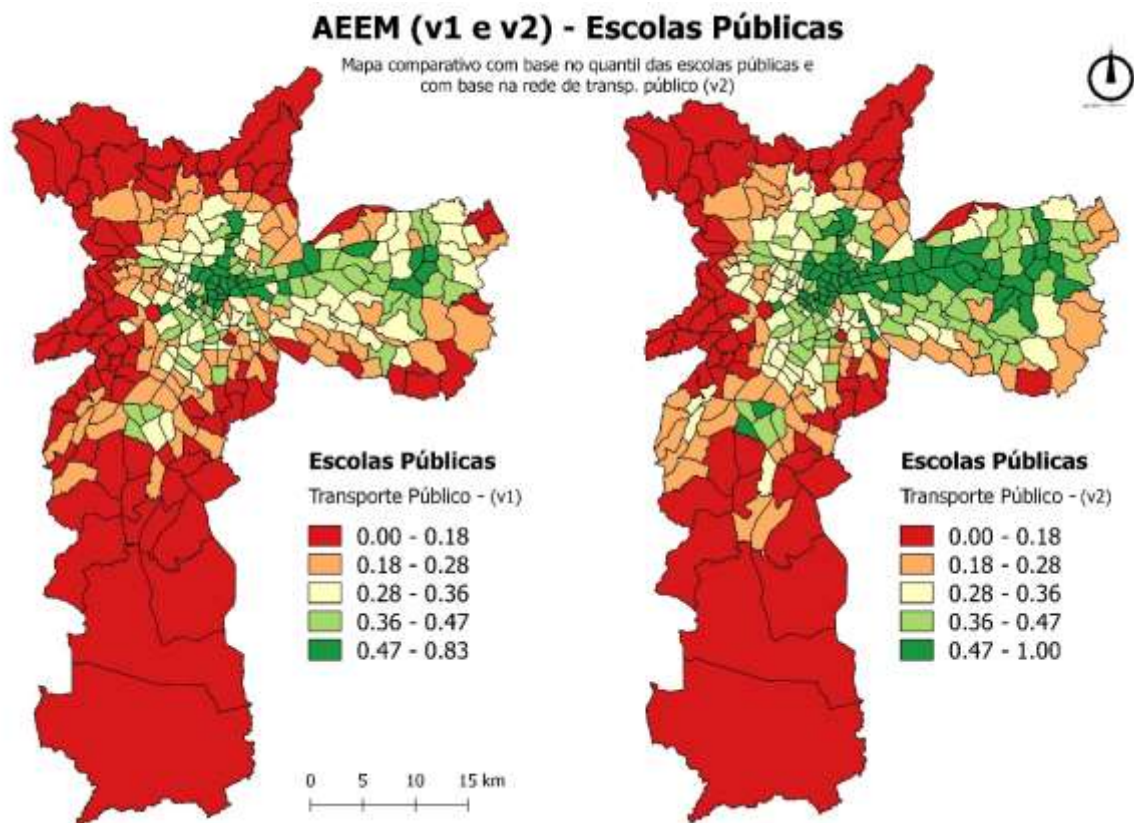 AEEM (v1 e v2) - Escolas Públicas
Mapa comparativo com base no quantil das escolas públicas e
com base na rede de transp. público (v2)
Escolas Públicas
Transporte Público - (v1)
0.00 - 0.18
0.18 - 0.28
0.28 - 0.36
0.36 - 0.47
0.47 - 0.83
Escolas Públicas
Transporte Público - (v2)
0.00 - 0.18
0.18 - 0.28
0.28 - 0.36
0.36 - 0.47
0.47 - 1.00
0 5 10 15 km